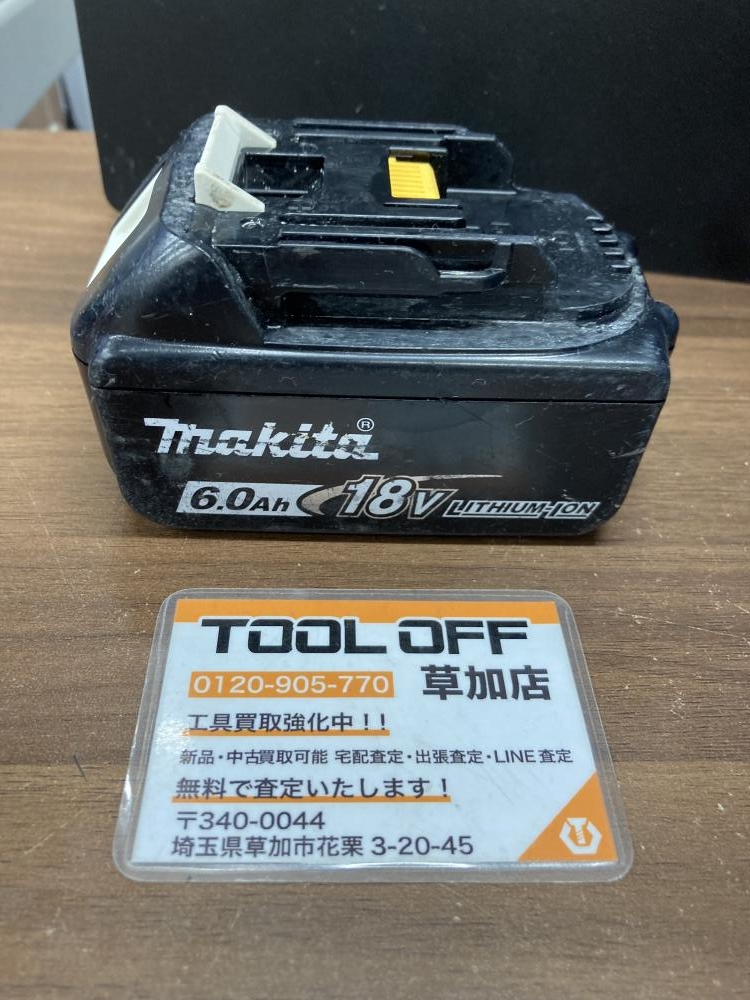 makita®
6.0Ah 18V LITHIUM-ION
TOOL OFF
0120-905-770 草加店
工具買取強化中！！
新品・中古買取可能 宅配査定・出張査定・LINE査定
無料で査定いたします！
〒340-0044
埼玉県草加市花栗 3-20-45